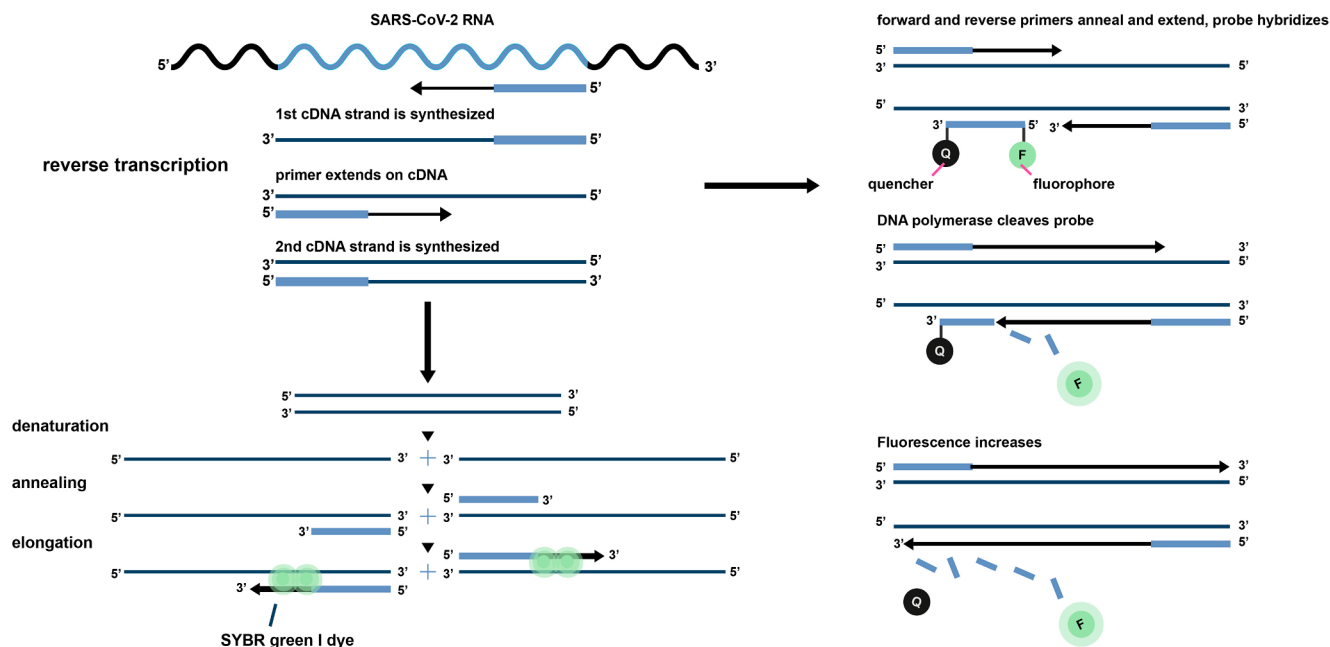 SARS-CoV-2 RNA
5’ 3’
5’
1st cDNA strand is synthesized
3’ 5’
reverse transcription
primer extends on cDNA
3’ 5’
5’
2nd cDNA strand is synthesized
3’ 5’
5’ 3’
5’ 3’
3’ 5’
denaturation
5’ 3’ + 3’ 5’
annealing
5’ 3’
5’ 3’ + 3’ 5’
3’ 5’
elongation
5’ 3’
5’ 3’ + 3’ 5’
3’ 5’
SYBR green I dye
forward and reverse primers anneal and extend, probe hybridizes
5’
3’ 5’
5’ 3’
3’ 5’ 3’ 5’
Q F
quencher fluorophore
DNA polymerase cleaves probe
5’ 3’
3’
5’ 3’
3’ 5’
Q
F
Fluorescence increases
5’ 3’
3’
5’ 3’
3’ 5’
Q
F